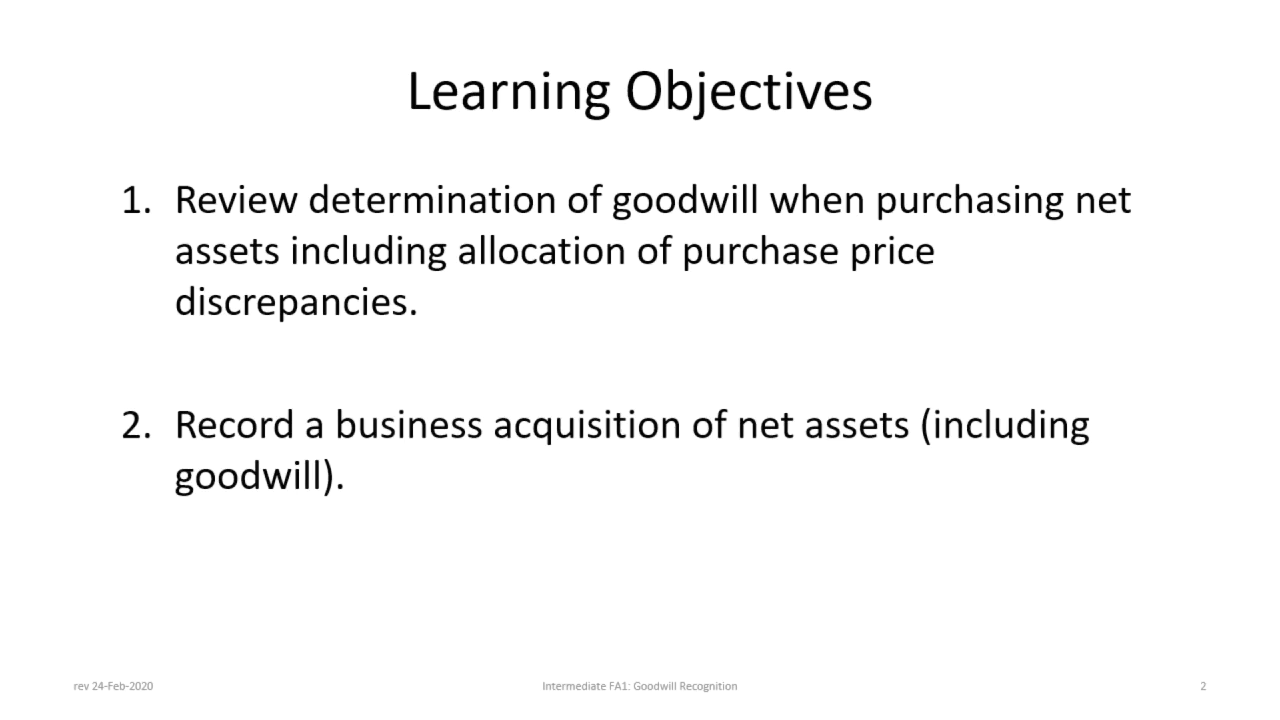 Learning Objectives
1. Review determination of goodwill when purchasing net
assets including allocation of purchase price
discrepancies.
2. Record a business acquisition of net assets (including
goodwill).
rev 24-Feb-2020
Intermediate FA1: Goodwill Recognition
2